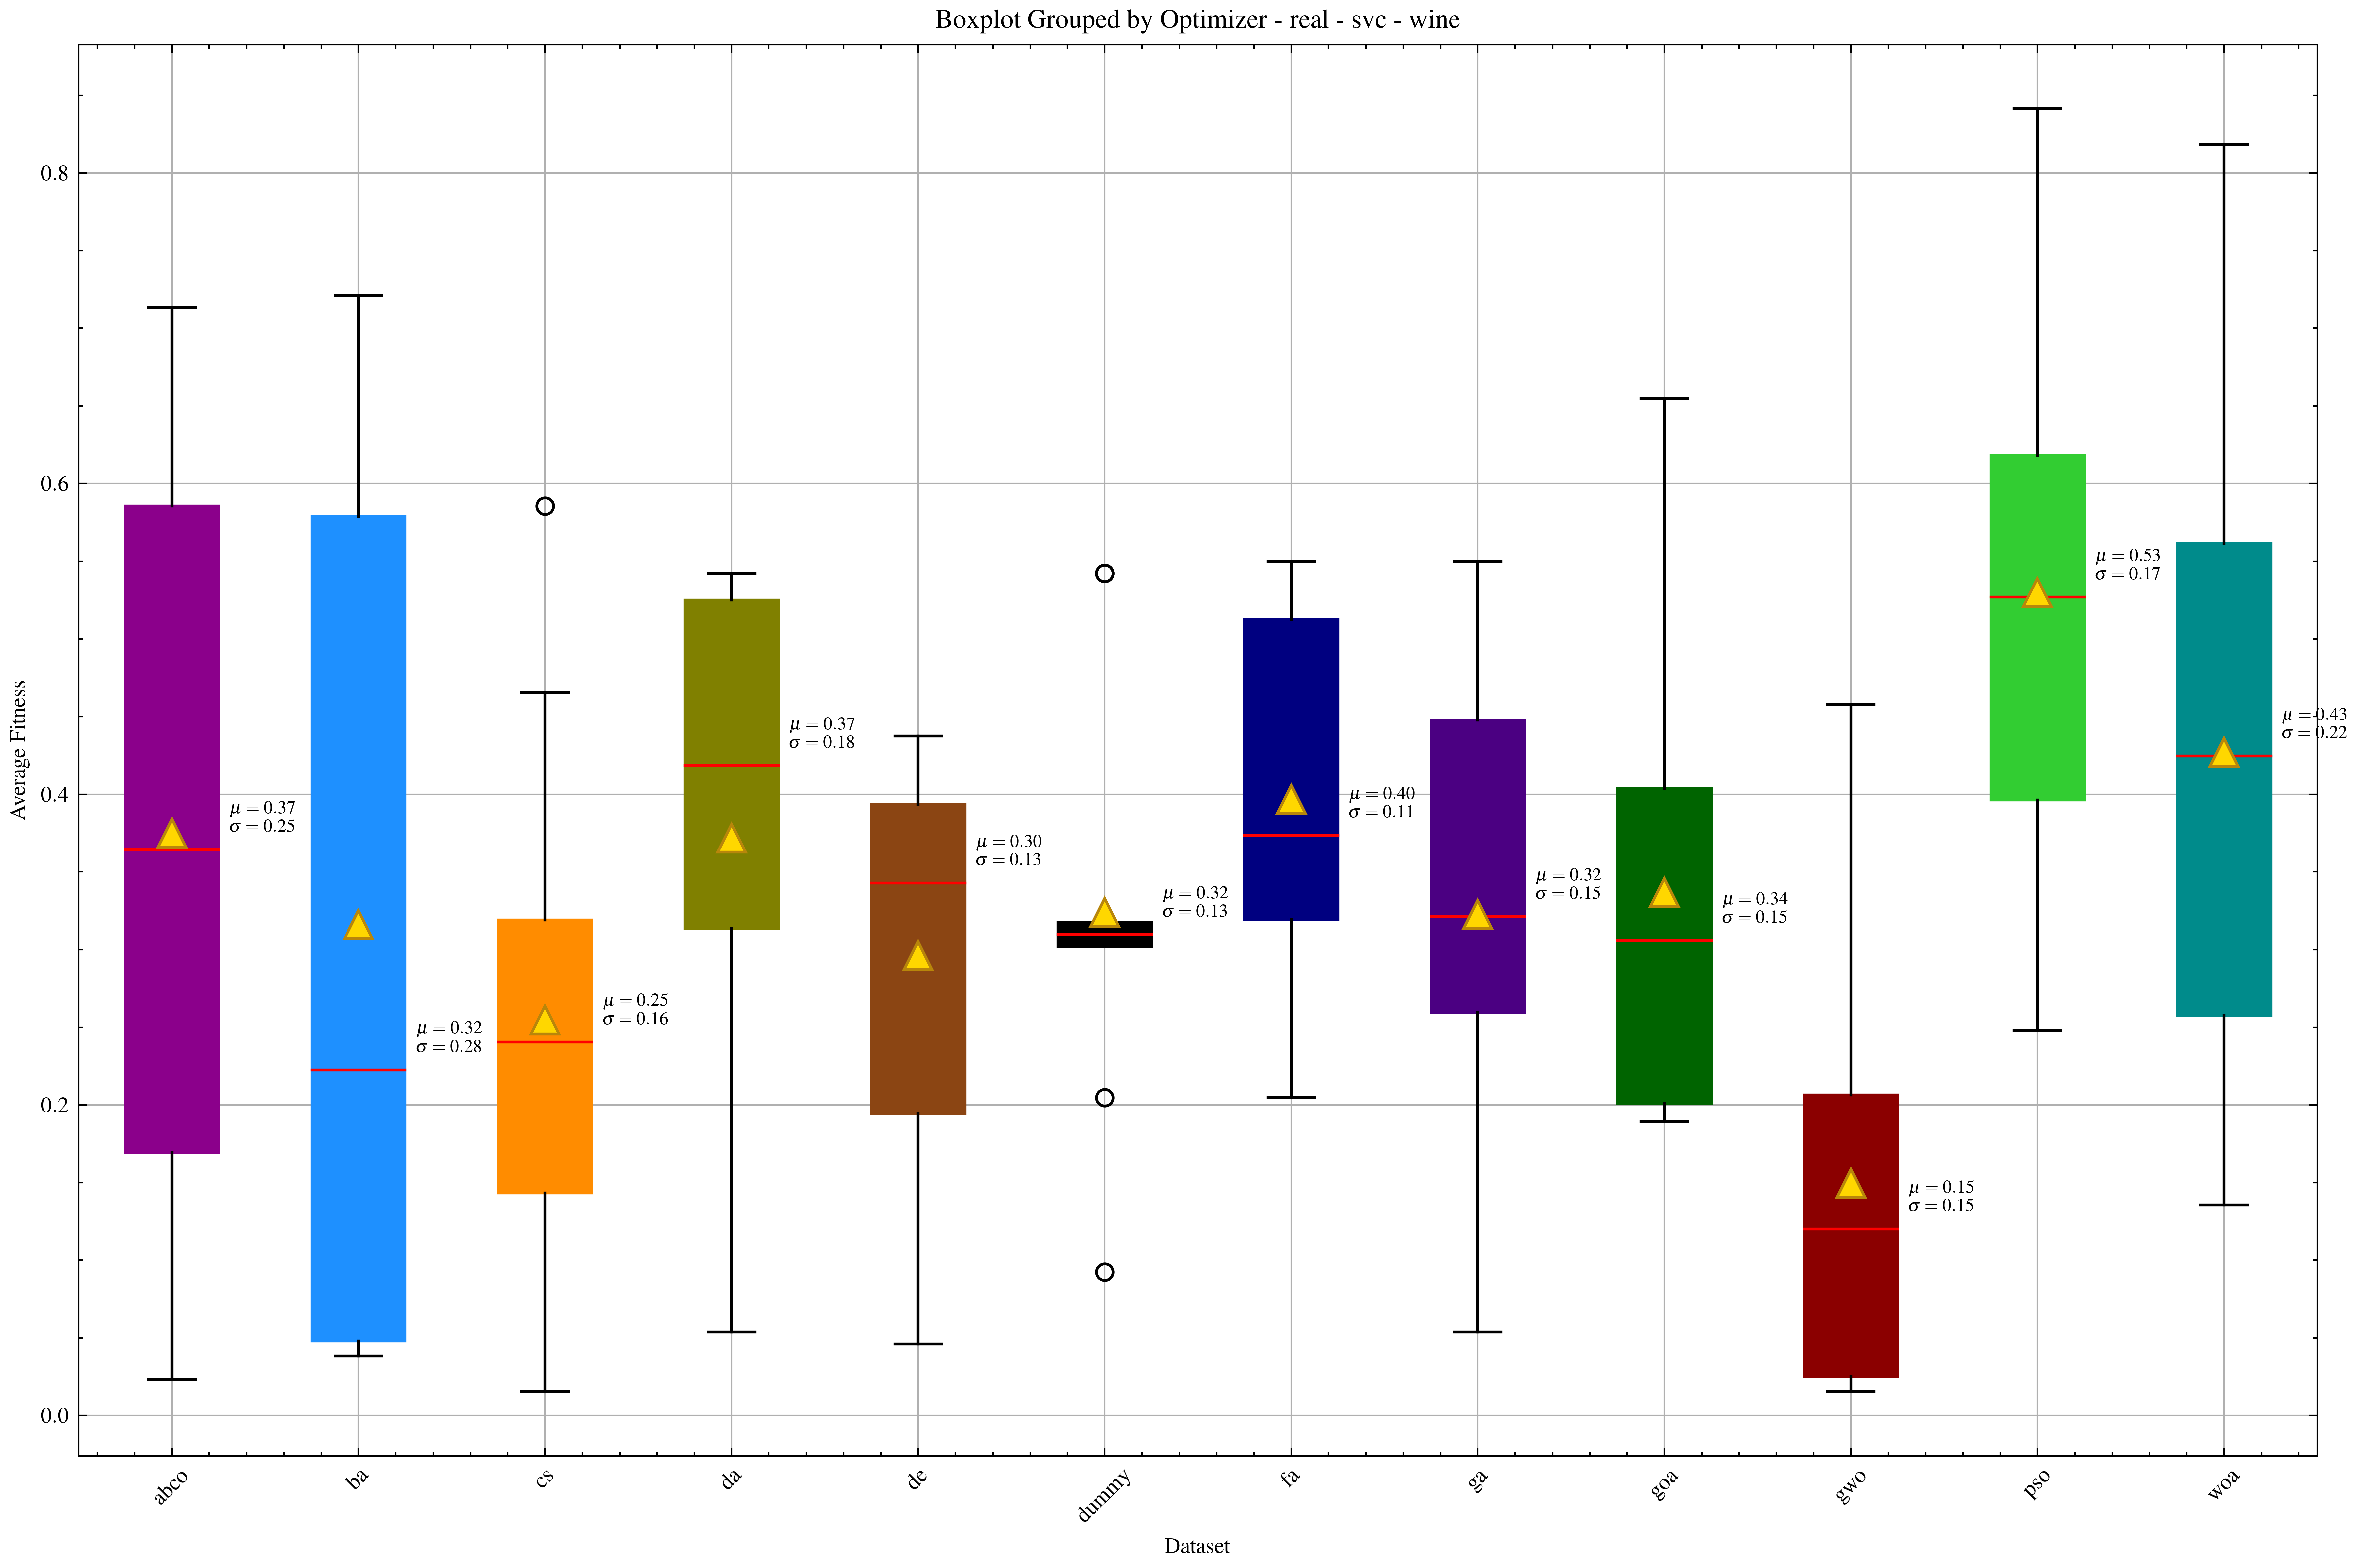 Boxplot Grouped by Optimizer - real - svc - wine
Average Fitness
0.8
0.6
0.4
0.2
0.0
μ = 0.37
σ = 0.25
μ = 0.32
σ = 0.28
μ = 0.25
σ = 0.16
μ = 0.37
σ = 0.18
μ = 0.30
σ = 0.13
μ = 0.32
σ = 0.13
μ = 0.40
σ = 0.11
μ = 0.32
σ = 0.15
μ = 0.34
σ = 0.15
μ = 0.15
σ = 0.15
μ = 0.53
σ = 0.17
μ = 0.43
σ = 0.22
abco
ba
cs
da
de
dummy
fa
ga
goa
gwo
pso
woa
Dataset